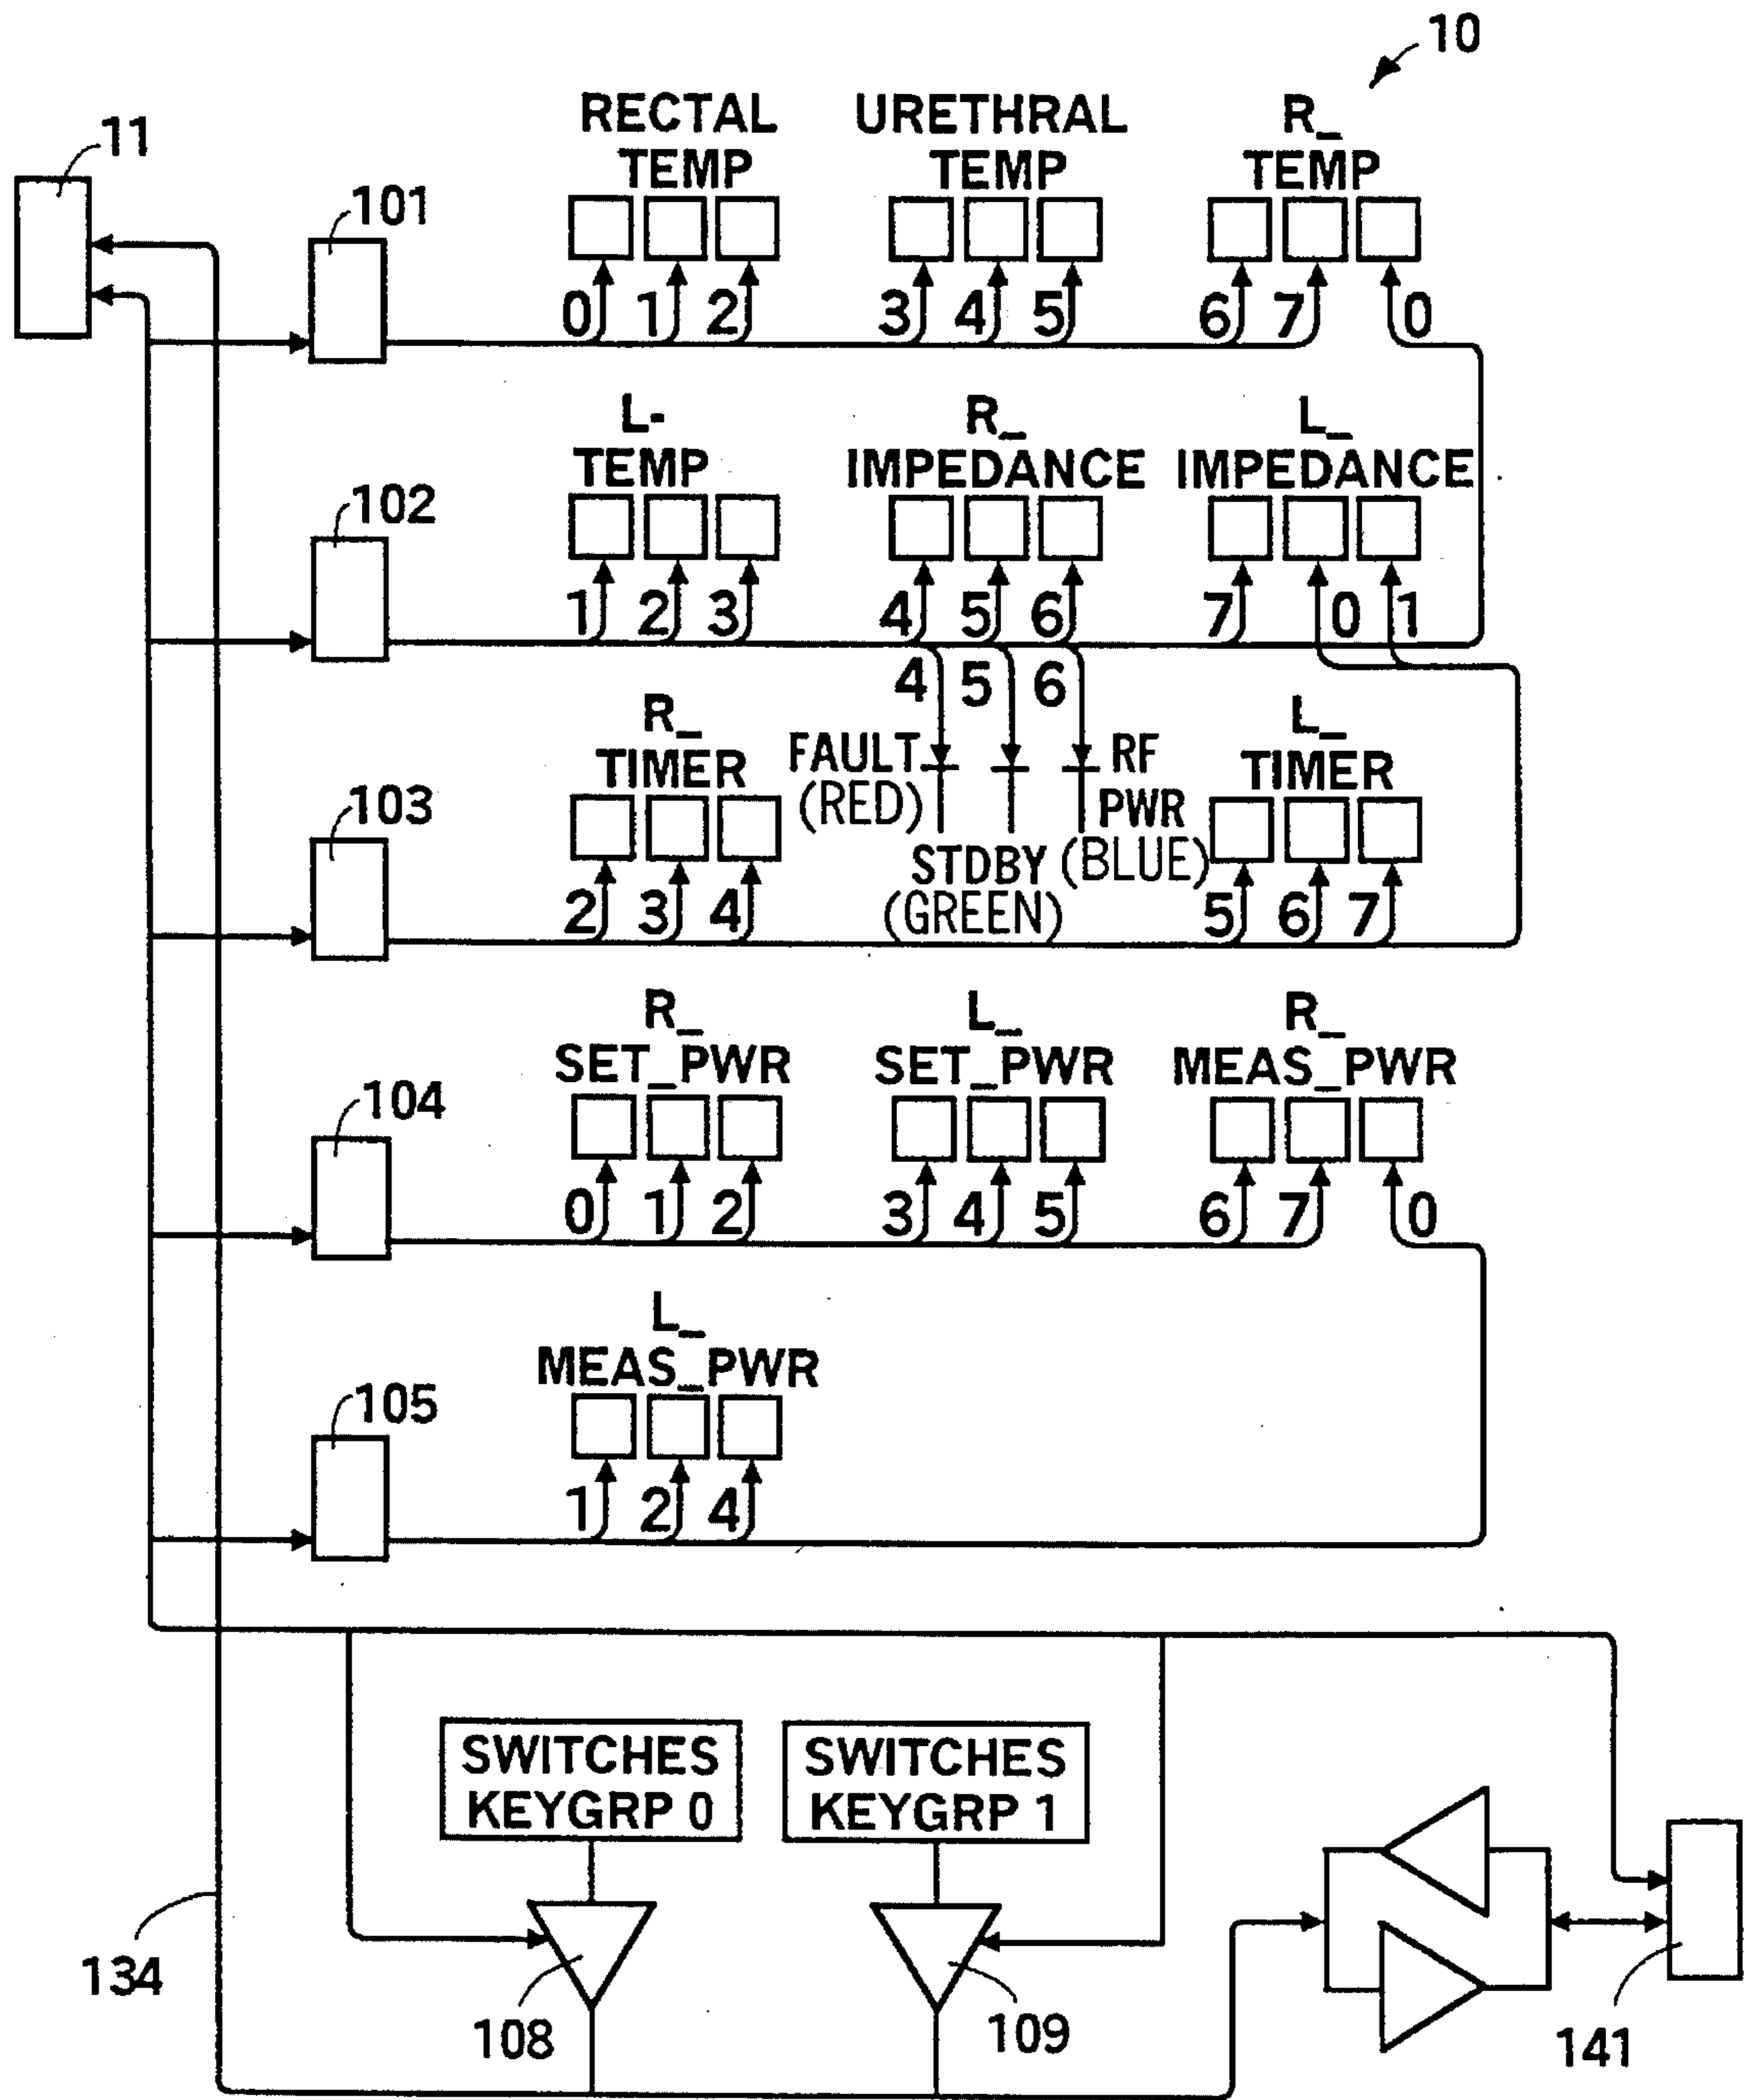 10
11
RECTAL TEMP
URETHRAL TEMP
R_ TEMP
101
0 1 2 3 4 5 6 7 0
L- TEMP
R_ IMPEDANCE
L_ IMPEDANCE
102
1 2 3 4 5 6 7 0 1
4 5 6
FAULT (RED)
STDBY (GREEN)
RF PWR (BLUE)
R_ TIMER
L_ TIMER
103
2 3 4 5 6 7
R_ SET_PWR
L_ SET_PWR
R_ MEAS_PWR
104
0 1 2 3 4 5 6 7 0
L_ MEAS_PWR
105
1 2 4
SWITCHES KEYGRP 0
SWITCHES KEYGRP 1
134
108
109
141